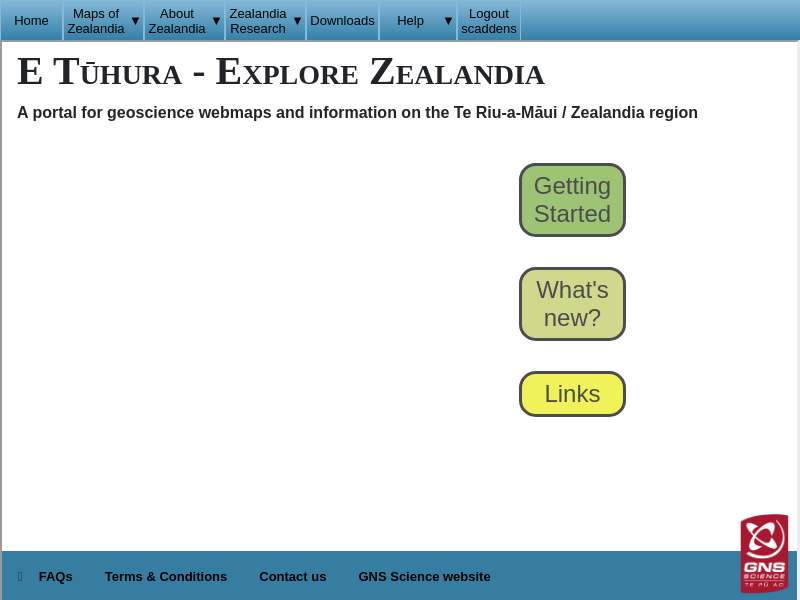 Home
Maps of
Zealandia ▼
About
Zealandia ▼
Zealandia
Research ▼
Downloads
Help ▼
Logout
scaddens
E Tūhura - Explore Zealandia
A portal for geoscience webmaps and information on the Te Riu-a-Māui / Zealandia region
Getting
Started
What's
new?
Links
GNS
SCIENCE
TE PŪ AO
FAQs Terms & Conditions Contact us GNS Science website